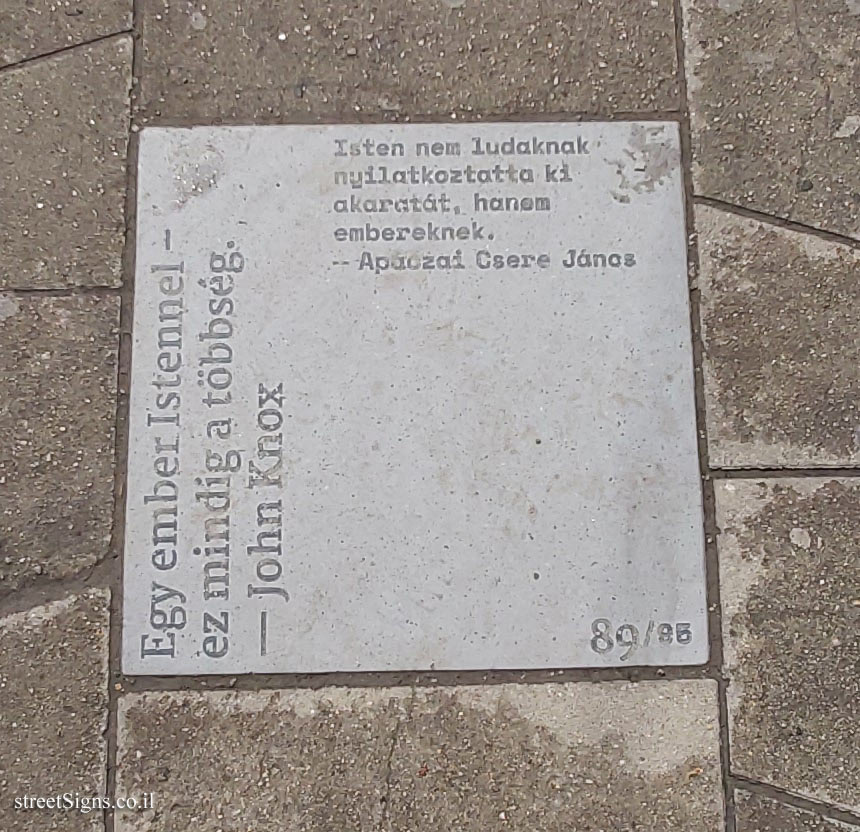 Isten nem ludaknak
nyilatkoztatta ki
akaratát, hanem
embereknek.
-- Apáczai Csere János
Egy ember Istennel –
ez mindig a többség.
— John Knox
89/95
streetSigns.co.il